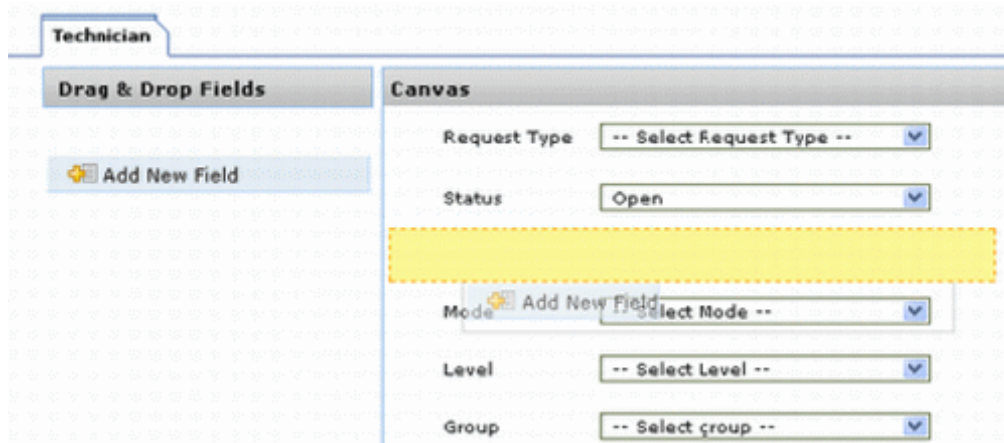 Technician
Drag & Drop Fields
Canvas
Request Type -- Select Request Type --
Add New Field
Status Open
Add New Field
Mode Select Mode --
Level -- Select Level --
Group -- Select group --